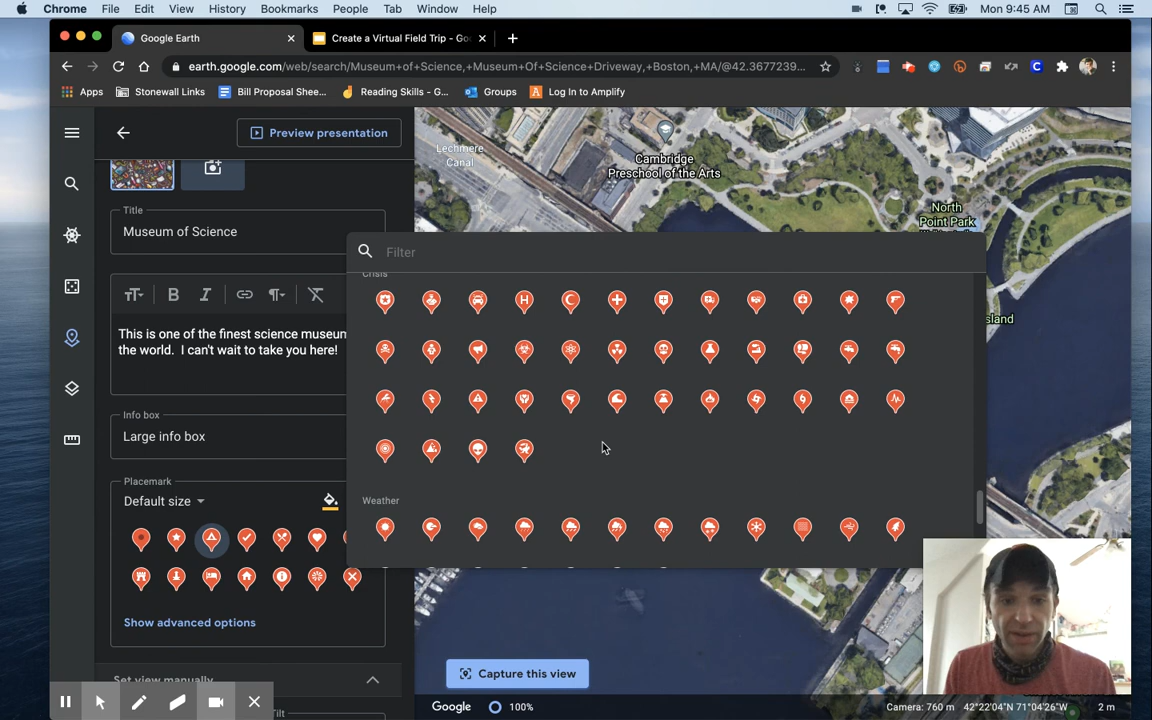 Chrome File Edit View History Bookmarks People Tab Window Help
Mon 9:45 AM
Google Earth
Create a Virtual Field Trip - Go
earth.google.com/web/search/Museum+of+Science,+Museum+Of+Science+Driveway,+Boston,+MA/@42.3677239...
Apps Stonewall Links Bill Proposal Shee... Reading Skills - G... Groups Log In to Amplify
Preview presentation
Title
Museum of Science
This is one of the finest science museum
the world. I can't wait to take you here!
Info box
Large info box
Placemark
Default size
Show advanced options
Set view manually
Tilt
Filter
Crisis
Weather
Lechmere
Canal
Cambridge
Preschool of the Arts
North
Point Park
sland
Capture this view
Google 100%
Camera: 760 m 42°22'04"N 71°04'26"W 2 m